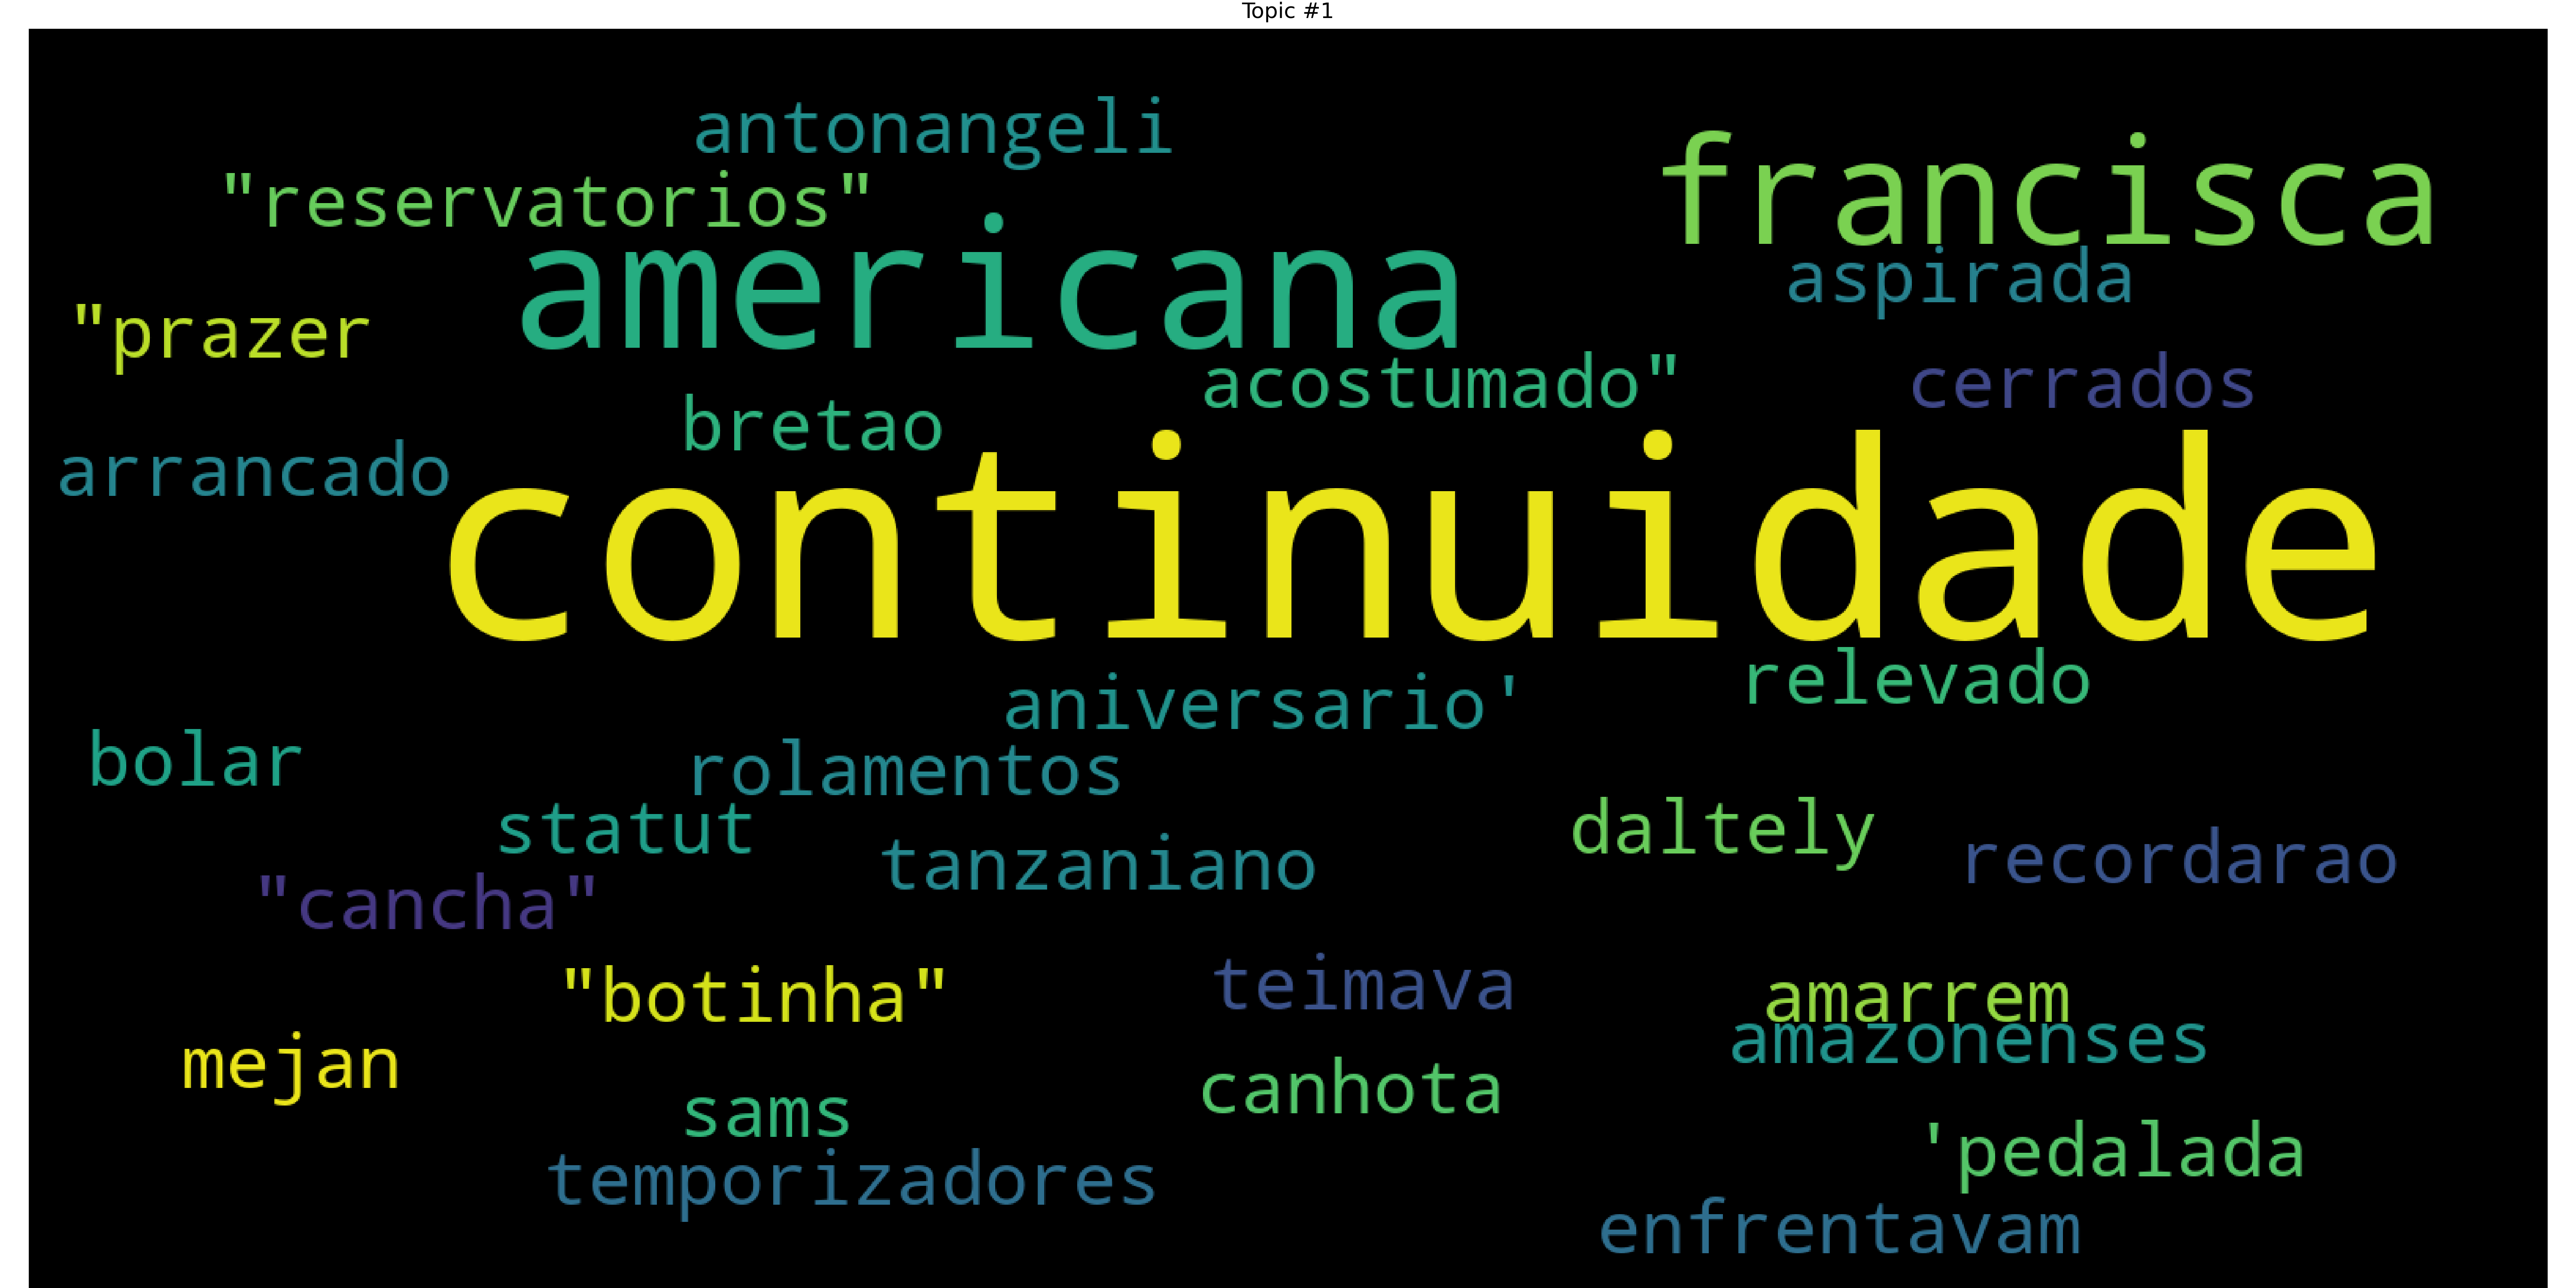 Topic #1
antonangeli
francisca
"reservatorios"
americana
aspirada
"prazer
acostumado"
cerrados
bretao
arrancado
continuidade
relevado
aniversario'
bolar
rolamentos
statut
daltely
tanzaniano
recordarao
"cancha"
"botinha"
teimava
amarrem
amazonenses
mejan
canhota
sams
'pedalada
temporizadores
enfrentavam